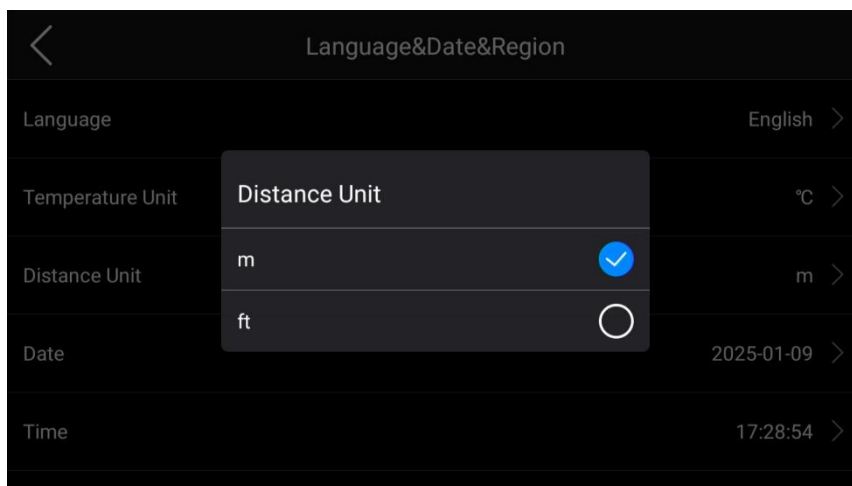 Language&Date&Region
Language English
Temperature Unit ℃
Distance Unit
m
Distance Unit m
ft
Date 2025-01-09
Time 17:28:54